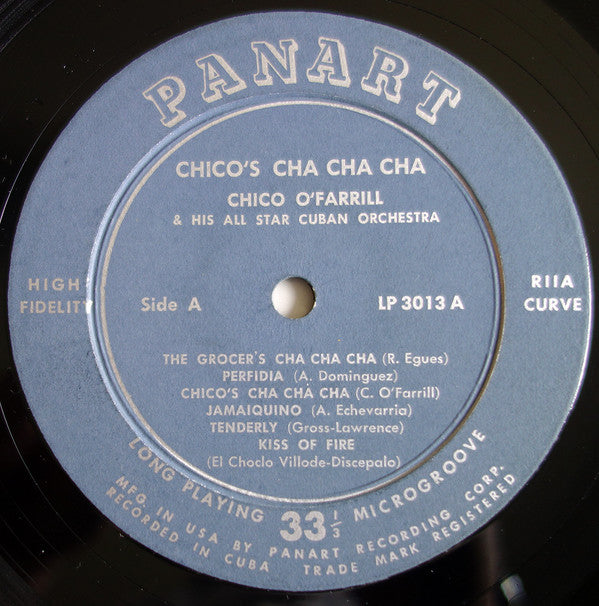 PANART
CHICO'S CHA CHA CHA
CHICO O'FARRILL
& HIS ALL STAR CUBAN ORCHESTRA
HIGH
FIDELITY
Side A
LP 3013 A
RIIA
CURVE
THE GROCER'S CHA CHA CHA (R. Egues)
PERFIDIA (A. Dominguez)
CHICO'S CHA CHA CHA (C. O'Farrill)
JAMAIQUINO (A. Echevarria)
TENDERLY (Gross-Lawrence)
KISS OF FIRE
(El Choclo Villode-Discepalo)
LONG PLAYING 33 1/3 MICROGROOVE
MFG. IN USA BY PANART RECORDING CORP.
RECORDED IN CUBA TRADE MARK REGISTERED